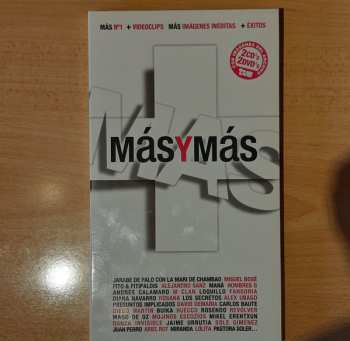 MÁS Nº1 + VIDEOCLIPS MÁS IMÁGENES INÉDITAS + ÉXITOS
2CD's
2DVD's
MAS
MÁSYMÁS
JARABE DE PALO CON LA MARI DE CHAMBAO MIGUEL BOSÉ
FITO & FITIPALDIS ALEJANDRO SANZ MANÁ HOMBRES G
ANDRÉS CALAMARO M CLAN LOQUILLO FANGORIA
DIANA NAVARRO ROSANA LOS SECRETOS ALEX UBAGO
PRESUNTOS IMPLICADOS DAVID DEMARÍA CARLOS BAUTE
DIEGO MARTÍN BUIKA HUECCO ROSENDO REVÓLVER
MAGO DE OZ MOJINOS ESCOZÍOS MIKEL ERENTXUN
DANZA INVISIBLE JAIME URRUTIA SOLE GIMÉNEZ
JUAN PERRO ARIEL ROT MIRANDA LOLITA PASTORA SOLER...